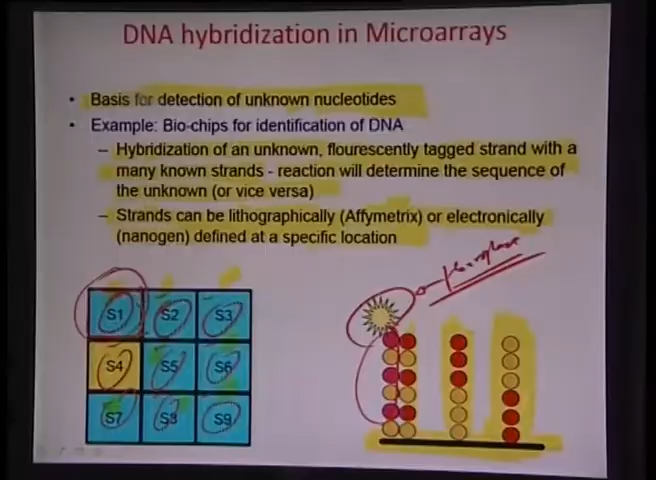 DNA hybridization in Microarrays
• Basis for detection of unknown nucleotides
• Example: Bio-chips for identification of DNA
– Hybridization of an unknown, flourescently tagged strand with a
many known strands - reaction will determine the sequence of
the unknown (or vice versa)
– Strands can be lithographically (Affymetrix) or electronically
(nanogen) defined at a specific location
S1 S2 S3
S4 S5 S6
S7 S8 S9